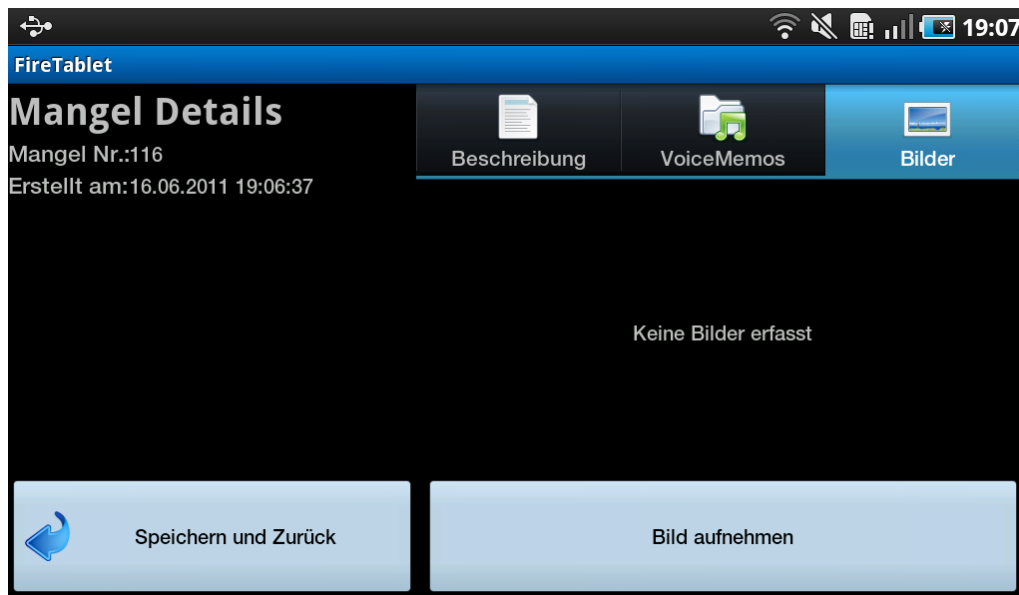 19:07
FireTablet
Mangel Details
Mangel Nr.:116
Erstellt am:16.06.2011 19:06:37
Beschreibung
VoiceMemos
Bilder
Keine Bilder erfasst
Speichern und Zurück
Bild aufnehmen